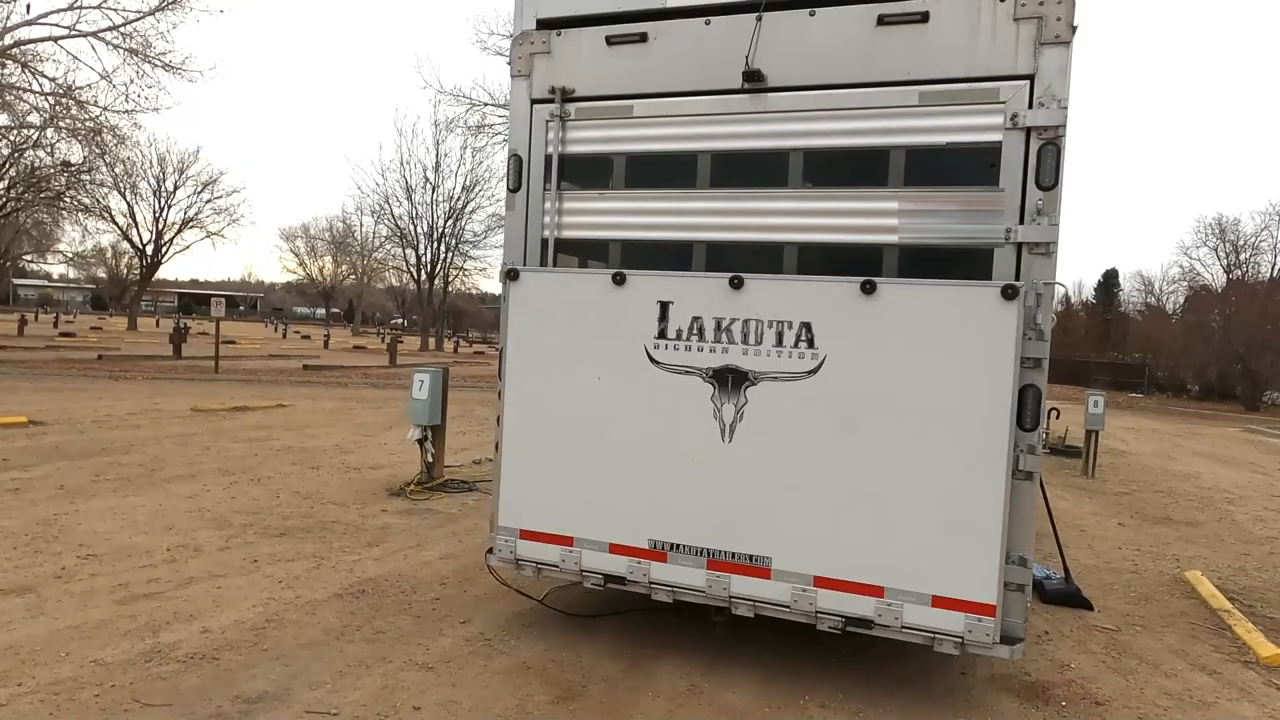 LAKOTA
BIGHORN EDITION
7
8
WWW.LAKOTATRAILERS.COM